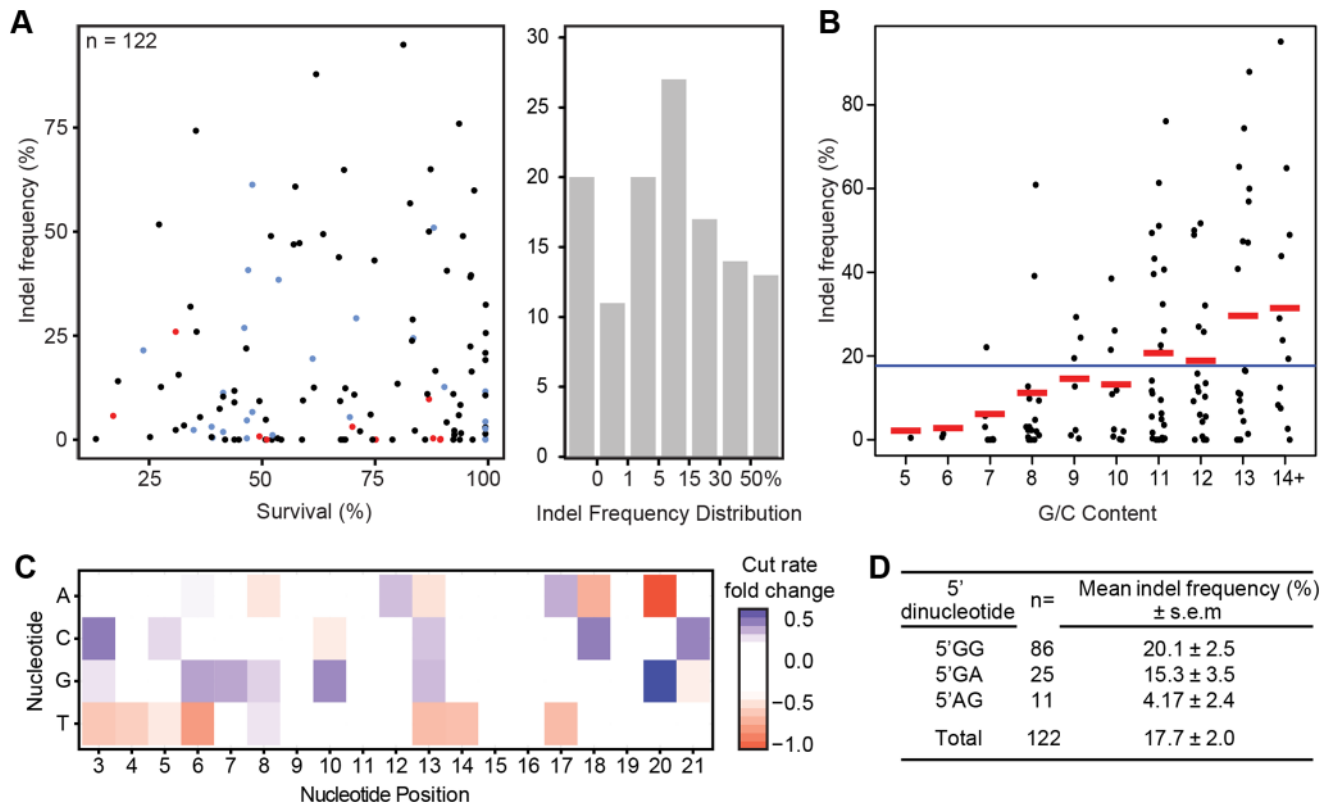 A
n = 122
Indel frequency (%)
75
50
25
0
25
50
75
100
Survival (%)
30
25
20
15
10
5
0
0
1
5
15
30
50%
Indel Frequency Distribution
B
Indel frequency (%)
80
60
40
20
0
5
6
7
8
9
10
11
12
13
14+
G/C Content
C
Nucleotide
A
C
G
T
3
4
5
6
7
8
9
10
11
12
13
14
15
16
17
18
19
20
21
Nucleotide Position
Cut rate
fold change
0.5
0.0
−0.5
−1.0
D
5’
dinucleotide
n=
Mean indel frequency (%)
± s.e.m
5’GG 86 20.1 ± 2.5
5’GA 25 15.3 ± 3.5
5’AG 11 4.17 ± 2.4
Total 122 17.7 ± 2.0